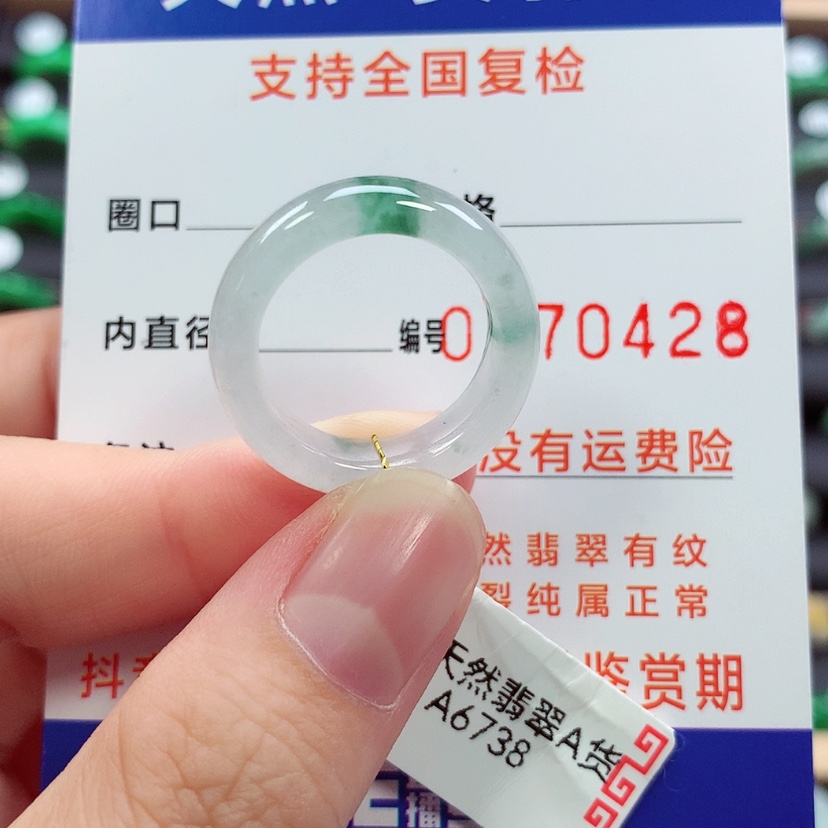 支持全国复检
圈口
内直径 编号 0 70428
没有运费险
然翡翠有纹
裂纯属正常
抖 鉴赏期
天然翡翠A货
A6738
播